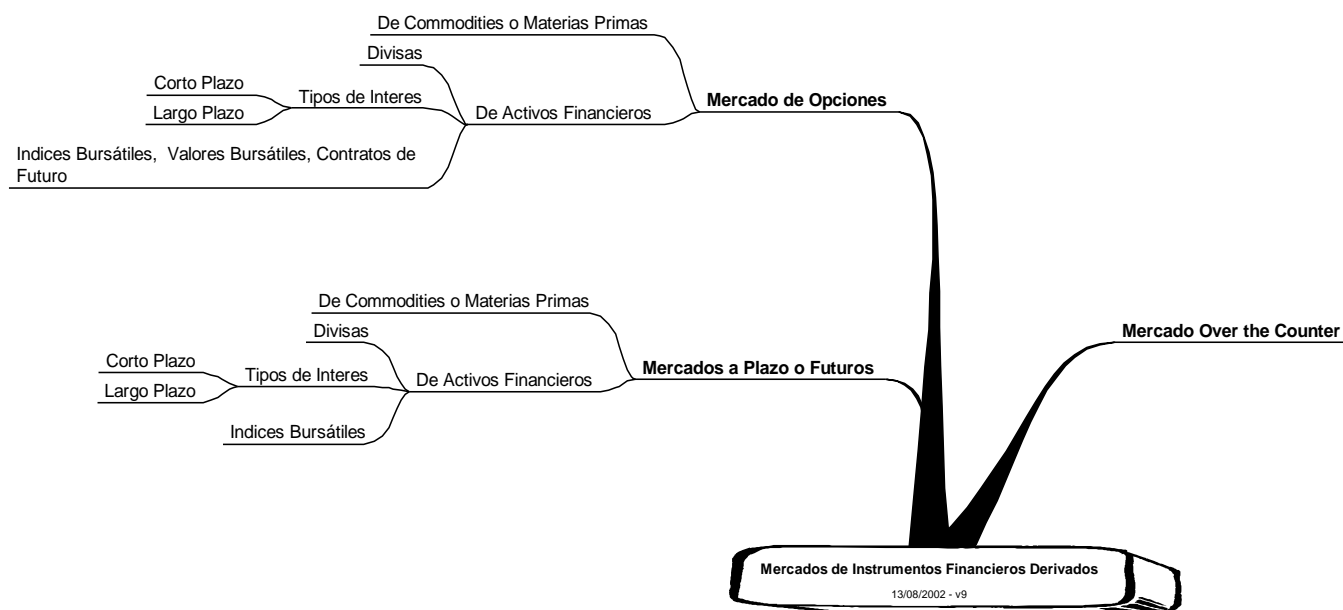 De Commodities o Materias Primas
Divisas
Corto Plazo
Largo Plazo
Tipos de Interes
De Activos Financieros
Mercado de Opciones
Indices Bursátiles, Valores Bursátiles, Contratos de
Futuro
De Commodities o Materias Primas
Divisas
Corto Plazo
Largo Plazo
Tipos de Interes
De Activos Financieros
Indices Bursátiles
Mercados a Plazo o Futuros
Mercado Over the Counter
Mercados de Instrumentos Financieros Derivados
13/08/2002 - v9